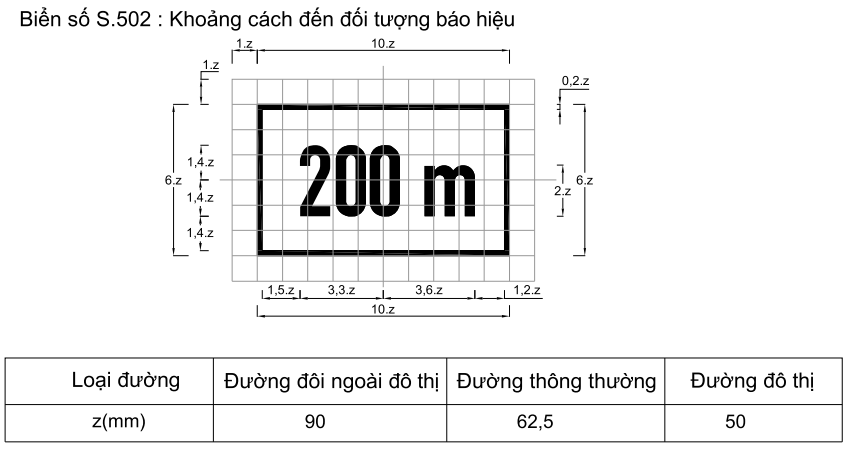 Biển số S.502 : Khoảng cách đến đối tượng báo hiệu
1.z 10.z
1.z
0,2.z
1,4.z
6.z
200 m
2.z 6.z
1,4.z
1,4.z
1,5.z 3,3.z 3,6.z 1,2.z
10.z
Loại đường Đường đôi ngoài đô thị Đường thông thường Đường đô thị
z(mm) 90 62,5 50